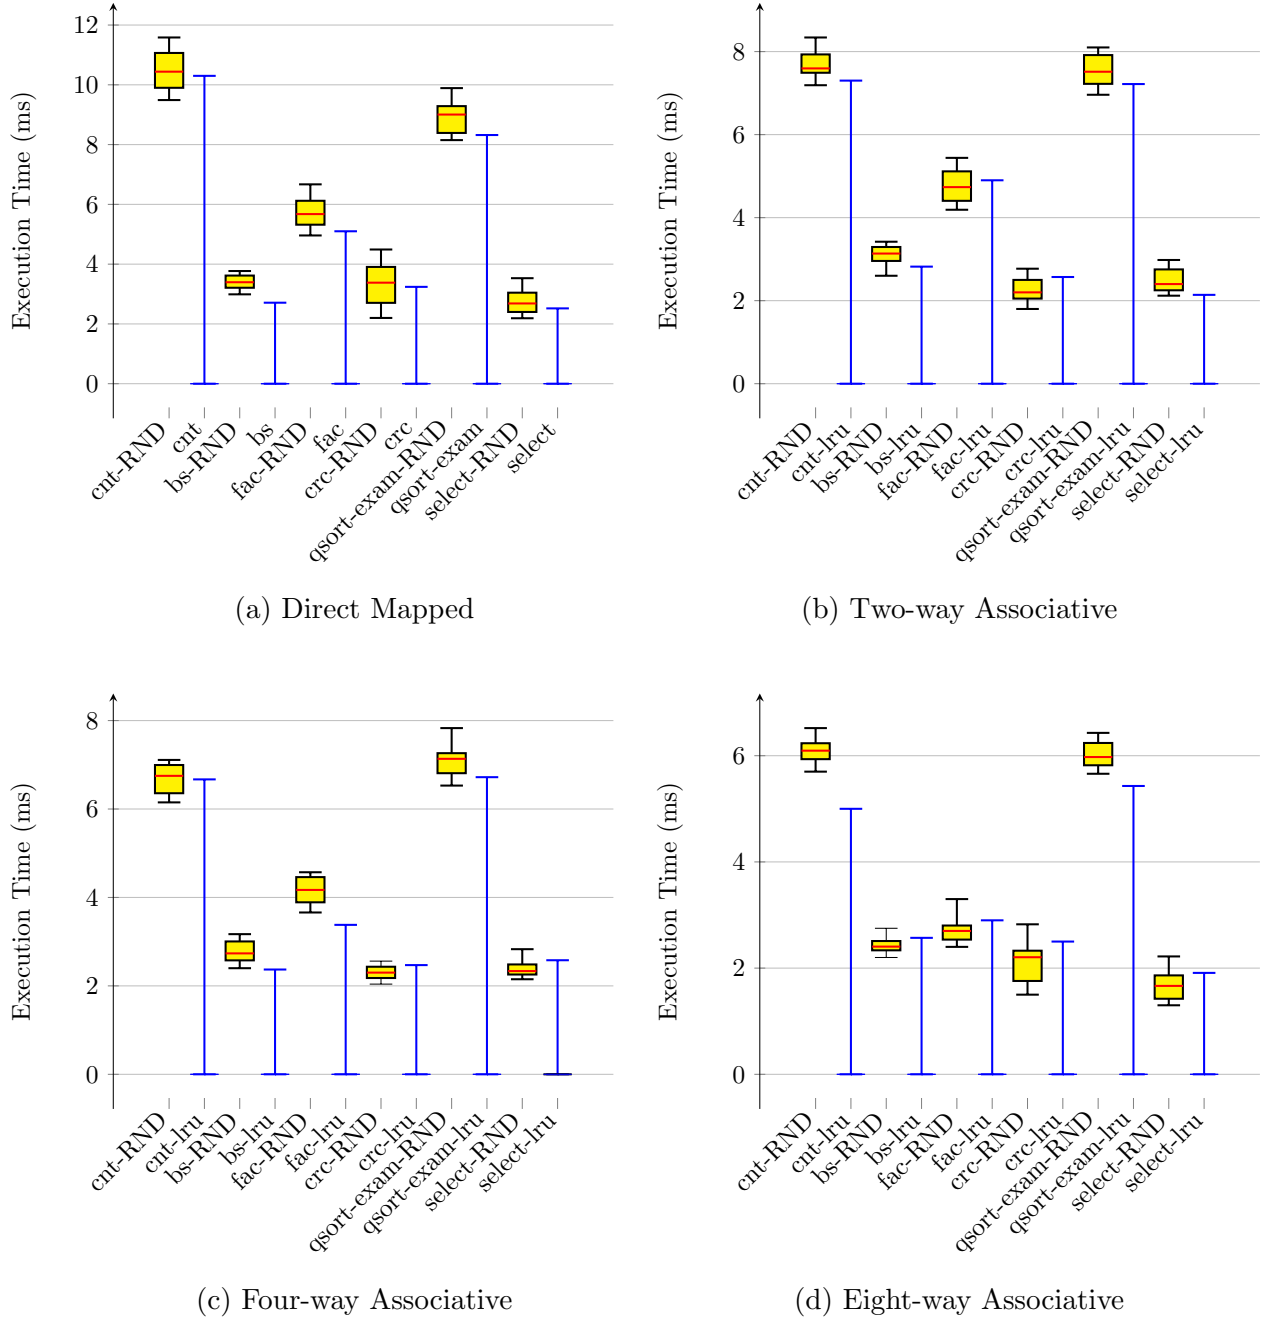 12
10
8
6
4
2
0
Execution Time (ms)
cnt-RND
cnt
bs-RND
bs
fac-RND
fac
crc-RND
crc
qsort-exam-RND
qsort-exam
select-RND
select
(a) Direct Mapped
8
6
4
2
0
Execution Time (ms)
cnt-RND
cnt-lru
bs-RND
bs-lru
fac-RND
fac-lru
crc-RND
crc-lru
qsort-exam-RND
qsort-exam-lru
select-RND
select-lru
(b) Two-way Associative
8
6
4
2
0
Execution Time (ms)
cnt-RND
cnt-lru
bs-RND
bs-lru
fac-RND
fac-lru
crc-RND
crc-lru
qsort-exam-RND
qsort-exam-lru
select-RND
select-lru
(c) Four-way Associative
6
4
2
0
Execution Time (ms)
cnt-RND
cnt-lru
bs-RND
bs-lru
fac-RND
fac-lru
crc-RND
crc-lru
qsort-exam-RND
qsort-exam-lru
select-RND
select-lru
(d) Eight-way Associative